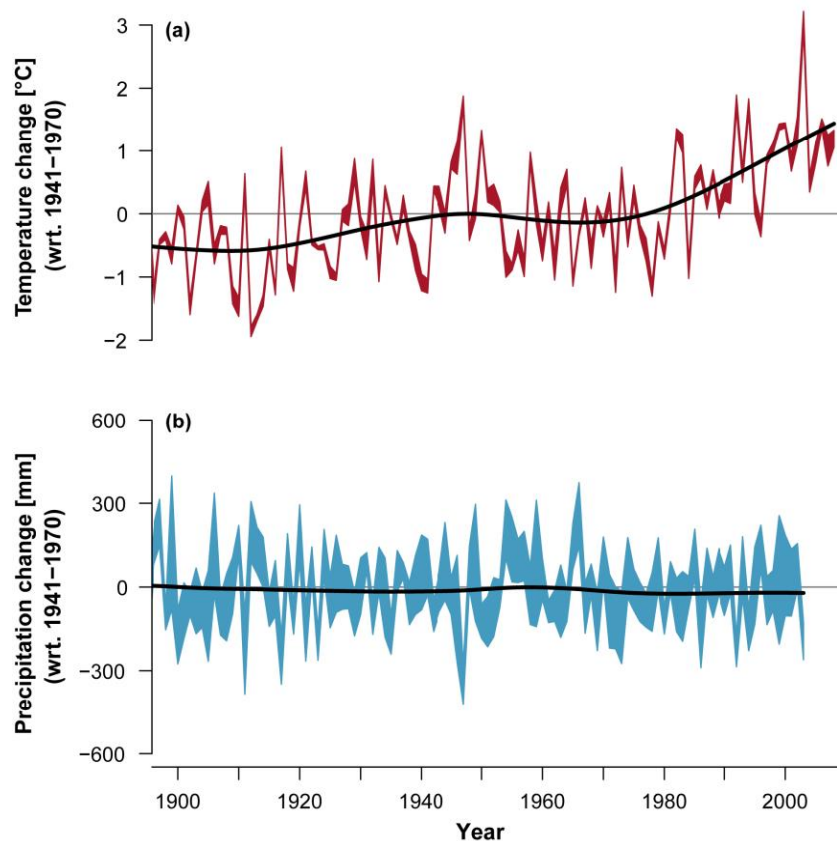 (a)
Temperature change [°C]
(wrt. 1941–1970)
3
2
1
0
−1
−2
(b)
Precipitation change [mm]
(wrt. 1941–1970)
600
300
0
−300
−600
1900 1920 1940 1960 1980 2000
Year